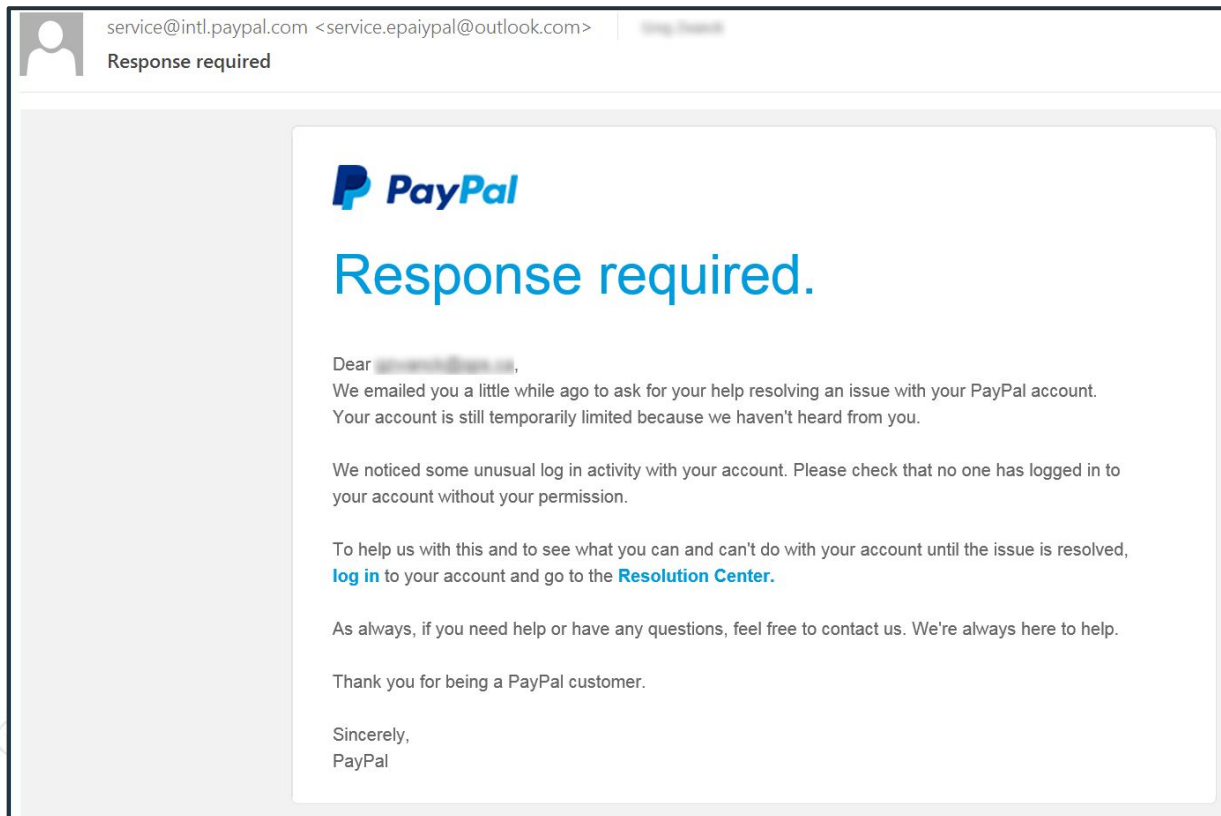 service@intl.paypal.com <service.epaiypal@outlook.com>
Response required
PayPal
Response required.
Dear ,
We emailed you a little while ago to ask for your help resolving an issue with your PayPal account.
Your account is still temporarily limited because we haven't heard from you.
We noticed some unusual log in activity with your account. Please check that no one has logged in to
your account without your permission.
To help us with this and to see what you can and can't do with your account until the issue is resolved,
log in to your account and go to the Resolution Center.
As always, if you need help or have any questions, feel free to contact us. We're always here to help.
Thank you for being a PayPal customer.
Sincerely,
PayPal